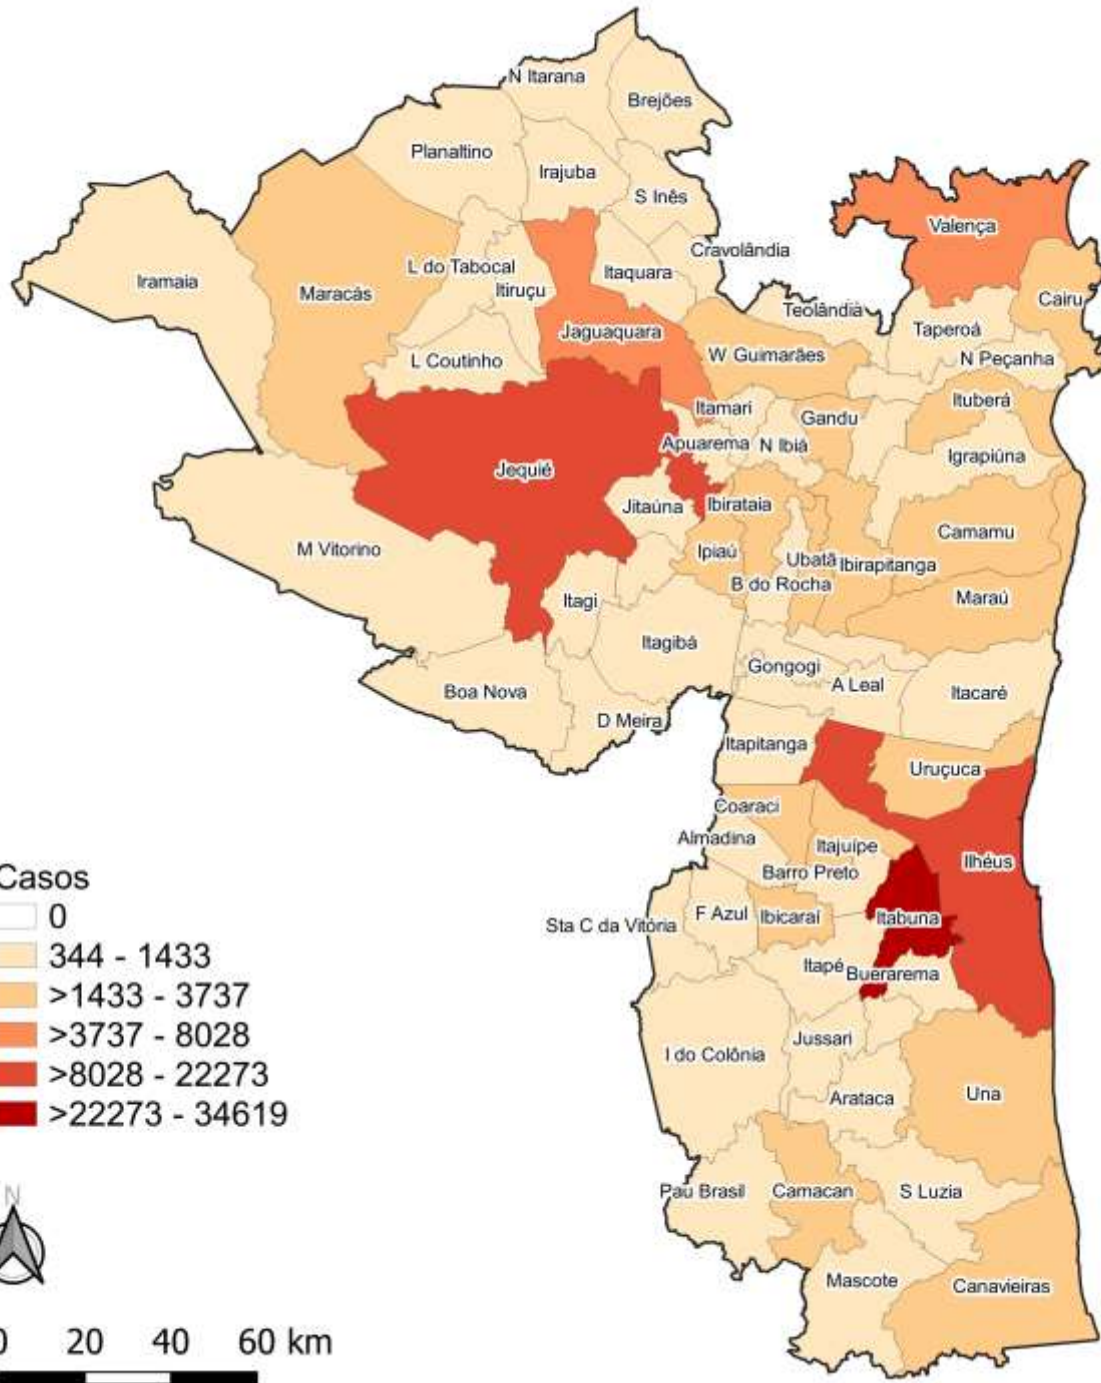 N Itarana
Brejões
Planaltino
Irajuba
S Inês
Valença
Cravolândia
L do Tabocal
Itaquara
Iramaia
Itiruçu
Maracás
Cairu
Teolândia
Taperoá
Jaguaquara
W Guimarães
N Peçanha
L Coutinho
Ituberá
Itamarí
Gandu
Apuarema
N Ibiá
Igrapiúna
Jequié
Jitaúna
Ibirataia
Camamu
M Vitorino
Ipiaú
Ubatã
Ibirapitanga
B do Rocha
Maraú
Itagi
Itagibá
Gongogi
A Leal
Boa Nova
Itacaré
D Meira
Itapitanga
Uruçuca
Coaraci
Almadina
Itajuípe
Ilhéus
Barro Preto
F Azul
Ibicaraí
Itabuna
Sta C da Vitória
Itapé
Buerarema
Jussari
I do Colônia
Una
Arataca
Pau Brasil
Camacan
S Luzia
Mascote
Canavieiras
Casos
0
344 - 1433
>1433 - 3737
>3737 - 8028
>8028 - 22273
>22273 - 34619
N
0 20 40 60 km